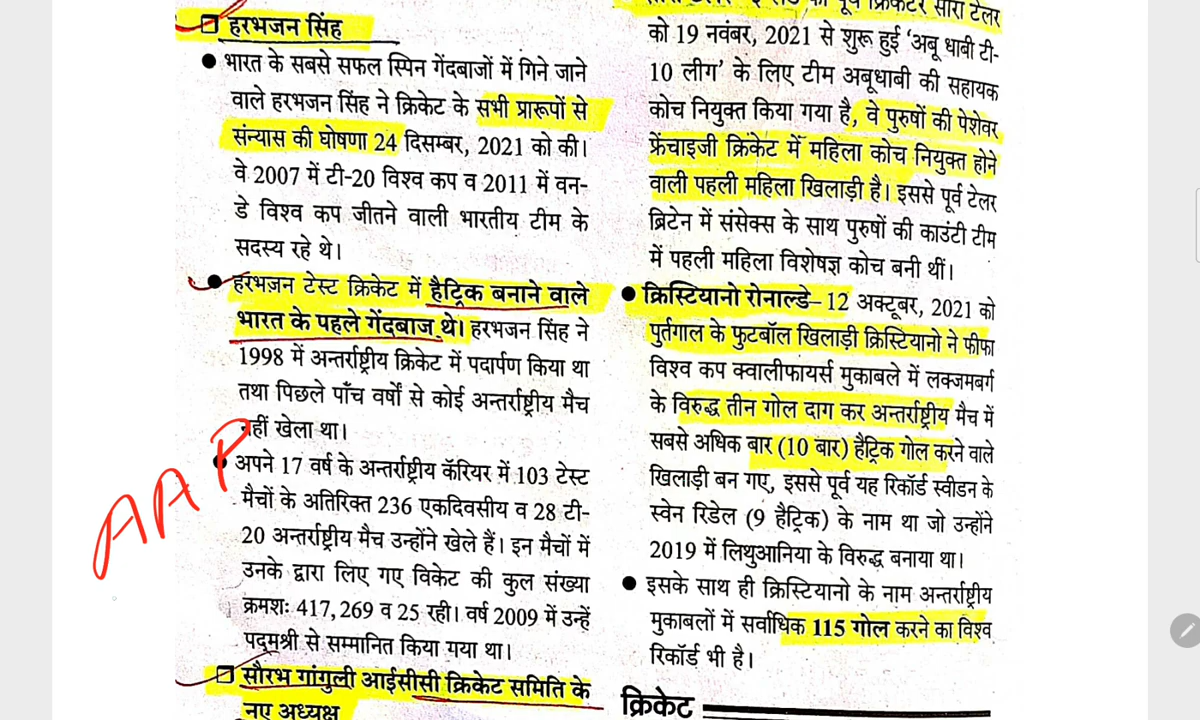 हरभजन सिंह
● भारत के सबसे सफल स्पिन गेंदबाजों में गिने जाने
वाले हरभजन सिंह ने क्रिकेट के सभी प्रारूपों से
संन्यास की घोषणा 24 दिसम्बर, 2021 को की।
वे 2007 में टी-20 विश्व कप व 2011 में वन-
डे विश्व कप जीतने वाली भारतीय टीम के
सदस्य रहे थे।
● हरभजन टेस्ट क्रिकेट में हैट्रिक बनाने वाले
भारत के पहले गेंदबाज थे। हरभजन सिंह ने
1998 में अन्तर्राष्ट्रीय क्रिकेट में पदार्पण किया था
तथा पिछले पाँच वर्षों से कोई अन्तर्राष्ट्रीय मैच
नहीं खेला था।
AAP
● अपने 17 वर्ष के अन्तर्राष्ट्रीय कॅरियर में 103 टेस्ट
मैचों के अतिरिक्त 236 एकदिवसीय व 28 टी-
20 अन्तर्राष्ट्रीय मैच उन्होंने खेले हैं। इन मैचों में
उनके द्वारा लिए गए विकेट की कुल संख्या
क्रमशः 417,269 व 25 रही। वर्ष 2009 में उन्हें
पद्मश्री से सम्मानित किया गया था।
सौरभ गांगुली आईसीसी क्रिकेट समिति के
नए अध्यक्ष
पूर्व क्रिकेटर सारा टेलर
को 19 नवंबर, 2021 से शुरू हुई ‘अबू धाबी टी-
10 लीग’ के लिए टीम अबूधाबी की सहायक
कोच नियुक्त किया गया है, वे पुरुषों की पेशेवर
फ्रेंचाइजी क्रिकेट में महिला कोच नियुक्त होने
वाली पहली महिला खिलाड़ी है। इससे पूर्व टेलर
ब्रिटेन में संसेक्स के साथ पुरुषों की काउंटी टीम
में पहली महिला विशेषज्ञ कोच बनी थीं।
● क्रिस्टियानो रोनाल्डे– 12 अक्टूबर, 2021 को
पुर्तगाल के फुटबॉल खिलाड़ी क्रिस्टियानो ने फीफा
विश्व कप क्वालीफायर्स मुकाबले में लक्जमबर्ग
के विरुद्ध तीन गोल दाग कर अन्तर्राष्ट्रीय मैच में
सबसे अधिक बार (10 बार) हैट्रिक गोल करने वाले
खिलाड़ी बन गए, इससे पूर्व यह रिकॉर्ड स्वीडन के
स्वेन रिडेल (9 हैट्रिक) के नाम था जो उन्होंने
2019 में लिथुआनिया के विरुद्ध बनाया था।
● इसके साथ ही क्रिस्टियानो के नाम अन्तर्राष्ट्रीय
मुकाबलों में सर्वाधिक 115 गोल करने का विश्व
रिकॉर्ड भी है।
क्रिकेट